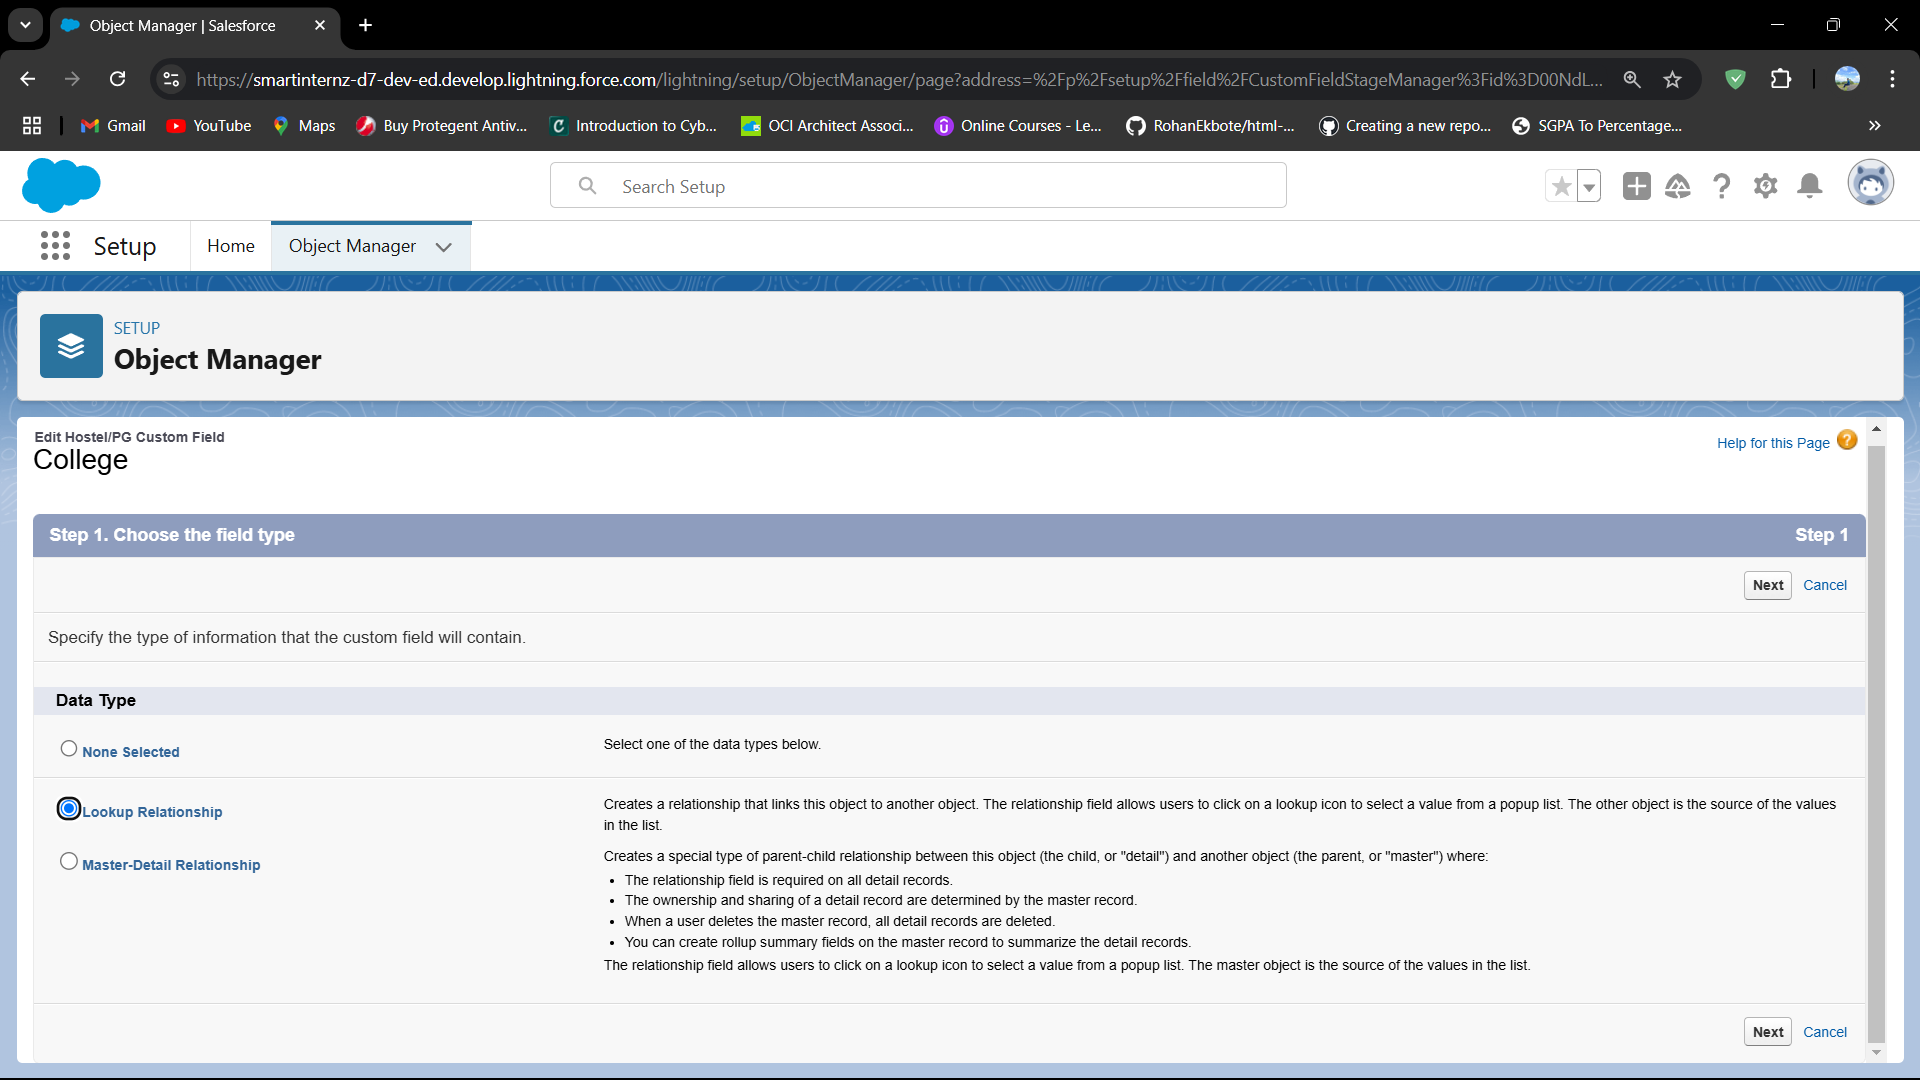 Object Manager | Salesforce
https://smartinternz-d7-dev-ed.develop.lightning.force.com/lightning/setup/ObjectManager/page?address=%2Fp%2Fsetup%2Ffield%2FCustomFieldStageManager%3Fid%3D00NdL...
Gmail YouTube Maps Buy Protegent Antiv... Introduction to Cyb... OCI Architect Associ... Online Courses - Le... RohanEkbote/html-... Creating a new repo... SGPA To Percentage...
Search Setup
Setup Home Object Manager
SETUP
Object Manager
Edit Hostel/PG Custom Field
College
Help for this Page
Step 1. Choose the field type Step 1
Next Cancel
Specify the type of information that the custom field will contain.
Data Type
None Selected Select one of the data types below.
Lookup Relationship Creates a relationship that links this object to another object. The relationship field allows users to click on a lookup icon to select a value from a popup list. The other object is the source of the values
in the list.
Master-Detail Relationship Creates a special type of parent-child relationship between this object (the child, or "detail") and another object (the parent, or "master") where:
• The relationship field is required on all detail records.
• The ownership and sharing of a detail record are determined by the master record.
• When a user deletes the master record, all detail records are deleted.
• You can create rollup summary fields on the master record to summarize the detail records.
The relationship field allows users to click on a lookup icon to select a value from a popup list. The master object is the source of the values in the list.
Next Cancel